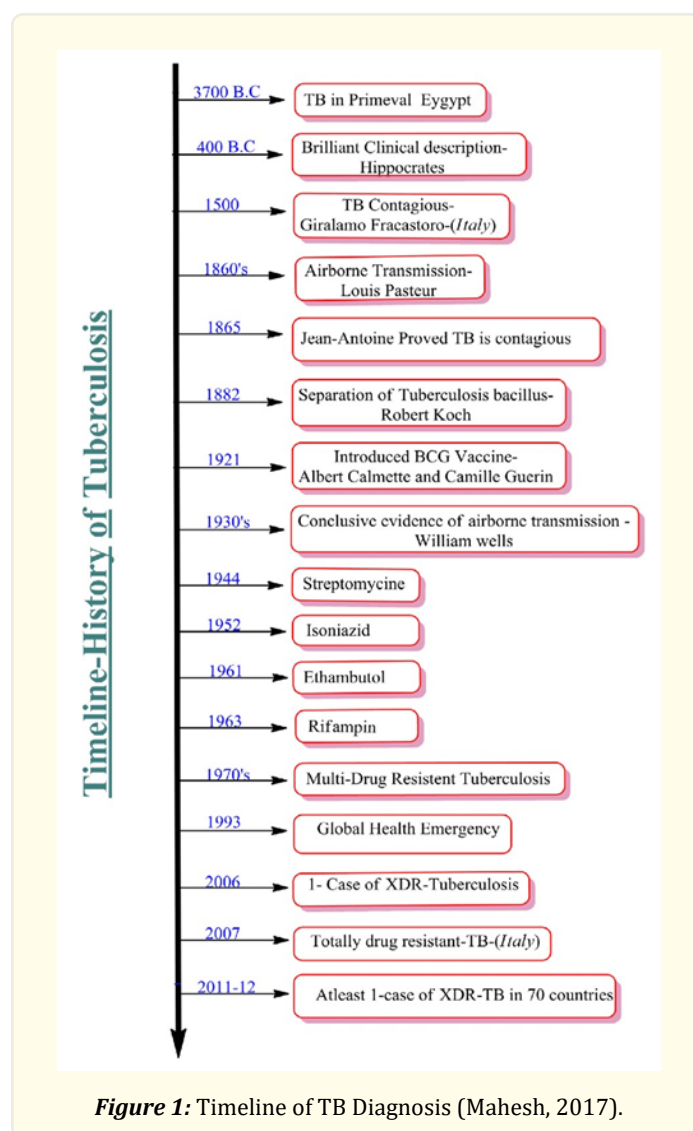 Timeline-History of Tuberculosis
3700 B.C
TB in Primeval Eygypt
400 B.C
Brilliant Clinical description-
Hippocrates
1500
TB Contagious-
Giralamo Fracastoro-(Italy)
1860's
Airborne Transmission-
Louis Pasteur
1865
Jean-Antoine Proved TB is contagious
1882
Separation of Tuberculosis bacillus-
Robert Koch
1921
Introduced BCG Vaccine-
Albert Calmette and Camille Guerin
1930's
Conclusive evidence of airborne transmission -
William wells
1944
Streptomycine
1952
Isoniazid
1961
Ethambutol
1963
Rifampin
1970's
Multi-Drug Resistent Tuberculosis
1993
Global Health Emergency
2006
1- Case of XDR-Tuberculosis
2007
Totally drug resistant-TB-(Italy)
2011-12
Atleast 1-case of XDR-TB in 70 countries
Figure 1: Timeline of TB Diagnosis (Mahesh, 2017).